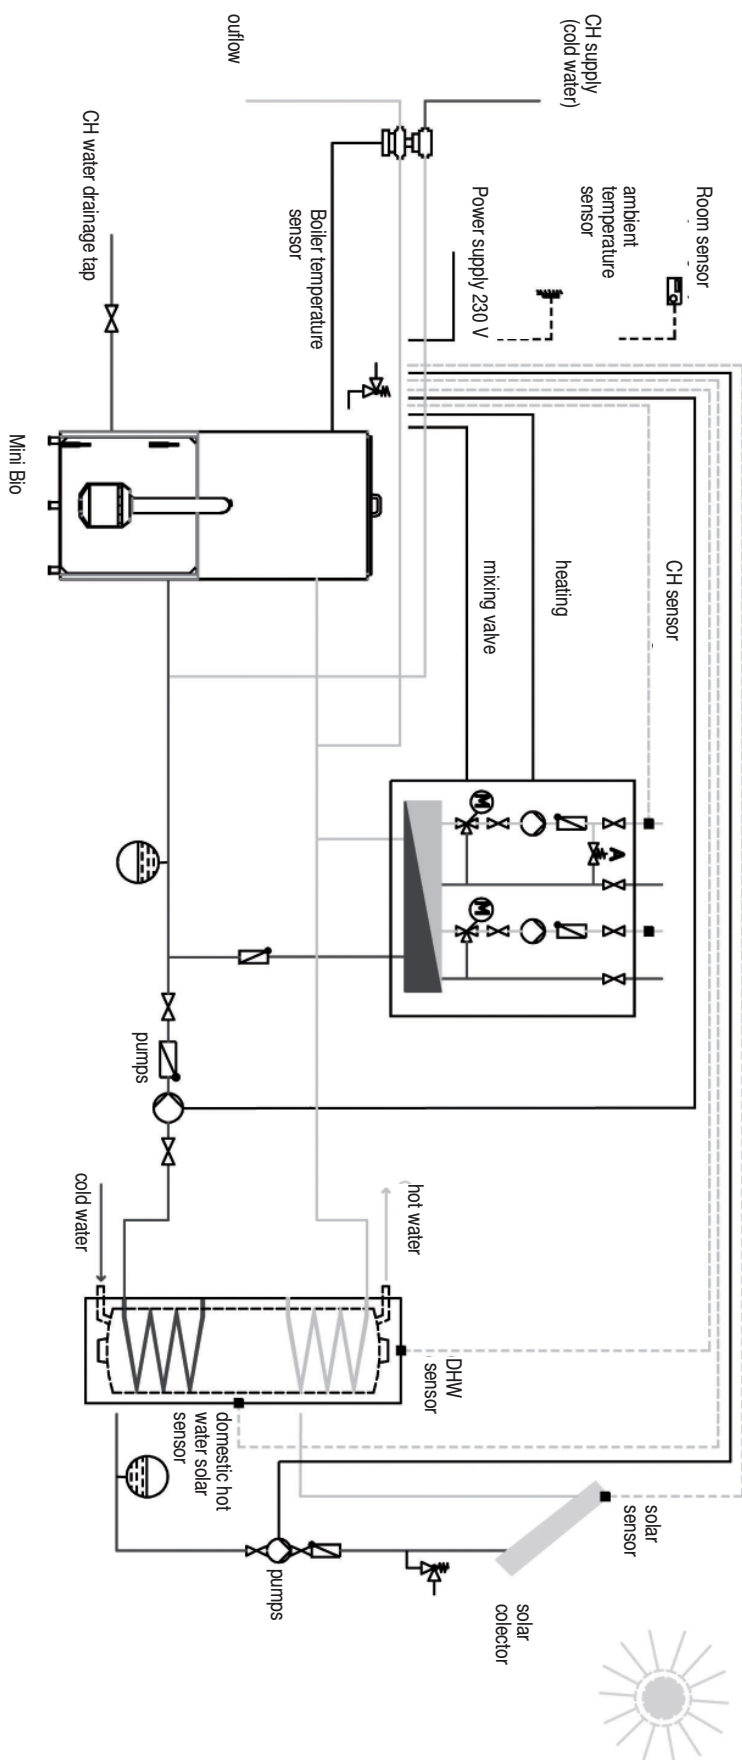 Room sensor
ambient
temperature
sensor
CH supply
(cold water)
Power supply 230 V
ouflow
Boiler temperature
sensor
CH water drainage tap
Mini Bio
CH sensor
heating
mixing valve
M
A
M
pumps
hot water
cold water
DHW
sensor
domestic hot
water solar
sensor
solar
sensor
solar
colector
pumps